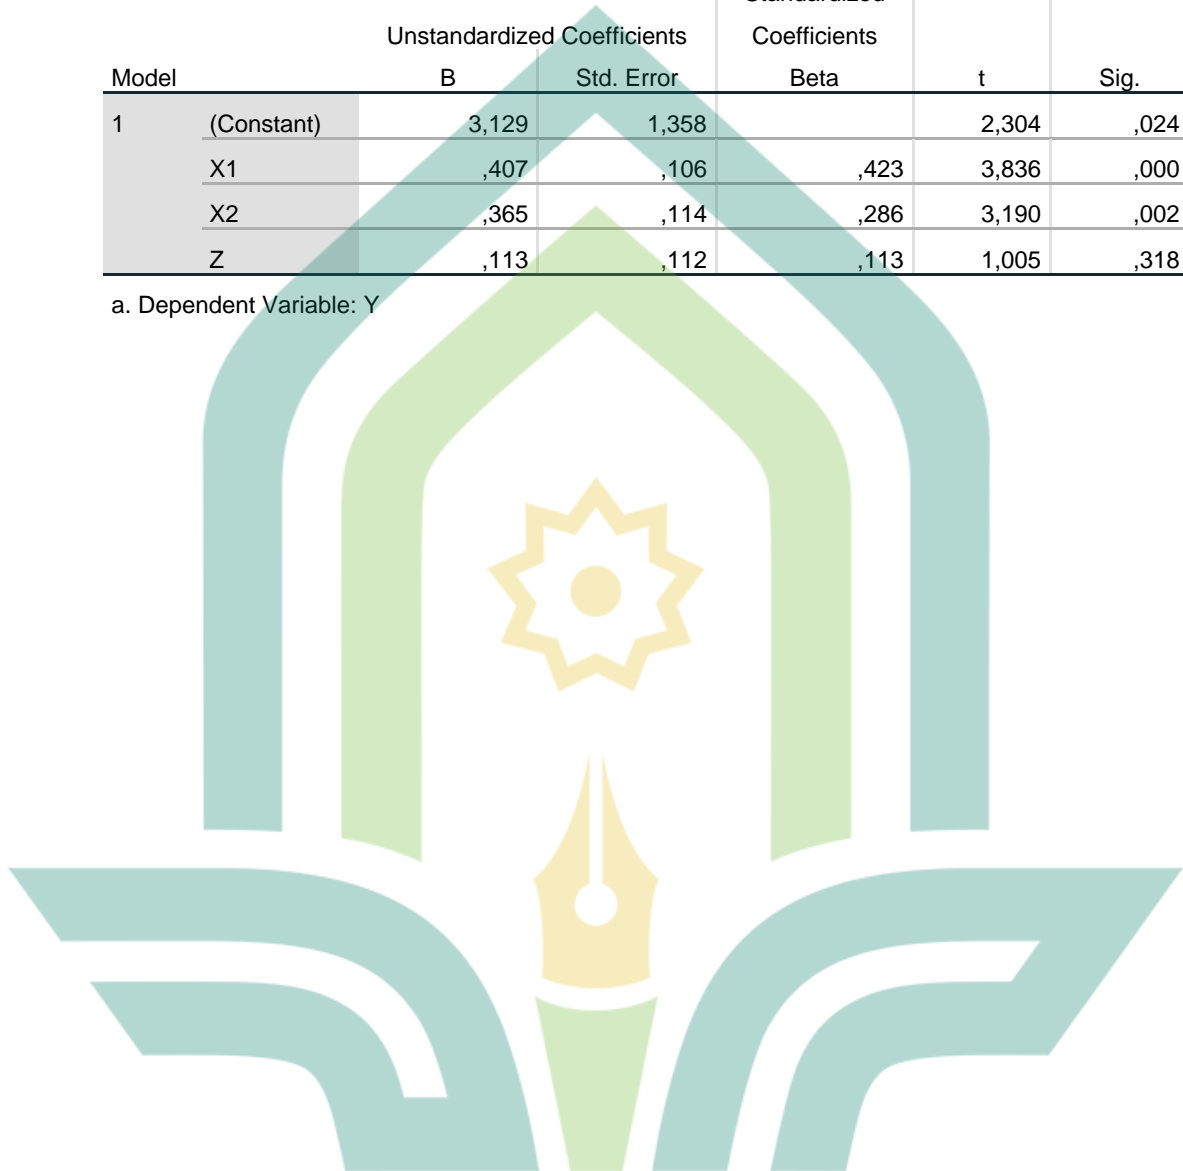 Standardized
Unstandardized Coefficients Coefficients
Model B Std. Error Beta t Sig.
1 (Constant) 3,129 1,358 2,304 ,024
X1 ,407 ,106 ,423 3,836 ,000
X2 ,365 ,114 ,286 3,190 ,002
Z ,113 ,112 ,113 1,005 ,318
a. Dependent Variable: Y